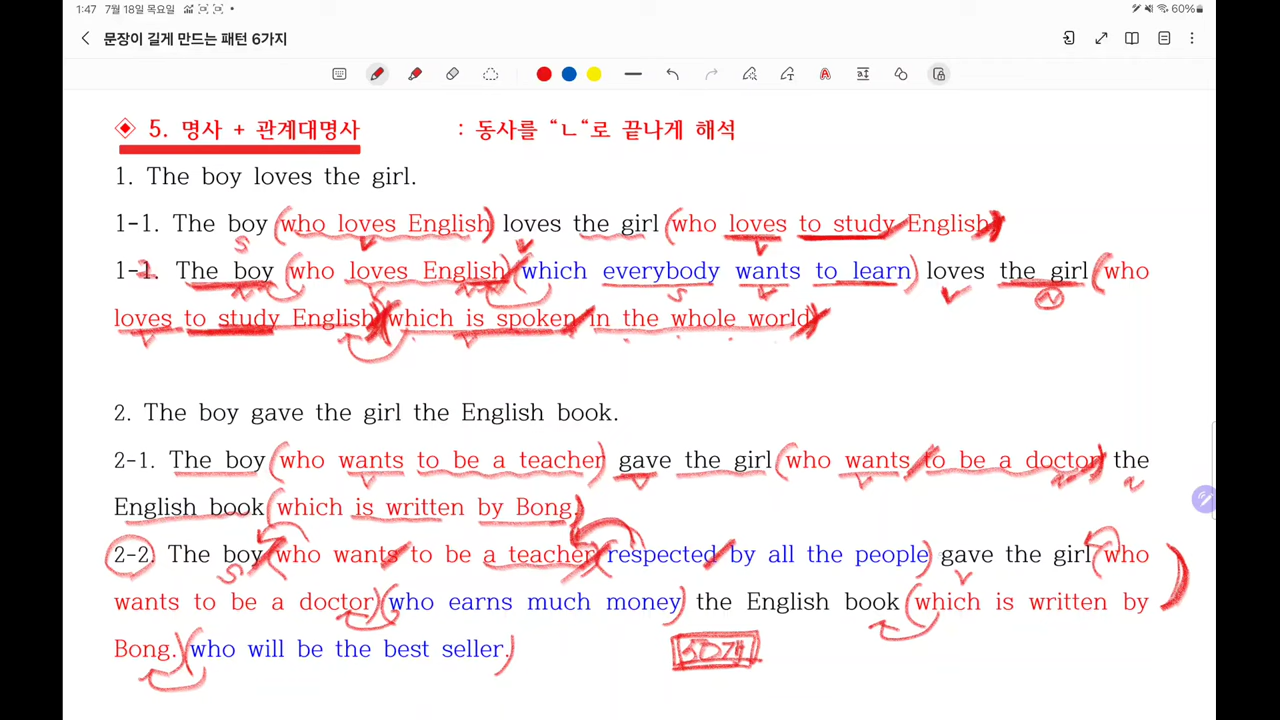 1:47 7월 18일 목요일 60%
문장이 길게 만드는 패턴 6가지
5. 명사 + 관계대명사 : 동사를 "ㄴ"로 끝나게 해석
1. The boy loves the girl.
1-1. The boy (who loves English) loves the girl (who loves to study English)
S V V V
1-2. The boy (who loves English) (which everybody wants to learn) loves the girl (who
N V S V V N
loves to study English) (which is spoken in the whole world)
V V
2. The boy gave the girl the English book.
2-1. The boy (who wants to be a teacher) gave the girl (who wants to be a doctor) the
V V V N
English book (which is written by Bong.)
2-2. The boy (who wants to be a teacher) (respected by all the people) gave the girl (who
S V
wants to be a doctor) (who earns much money) the English book (which is written by
Bong.) (who will be the best seller.)